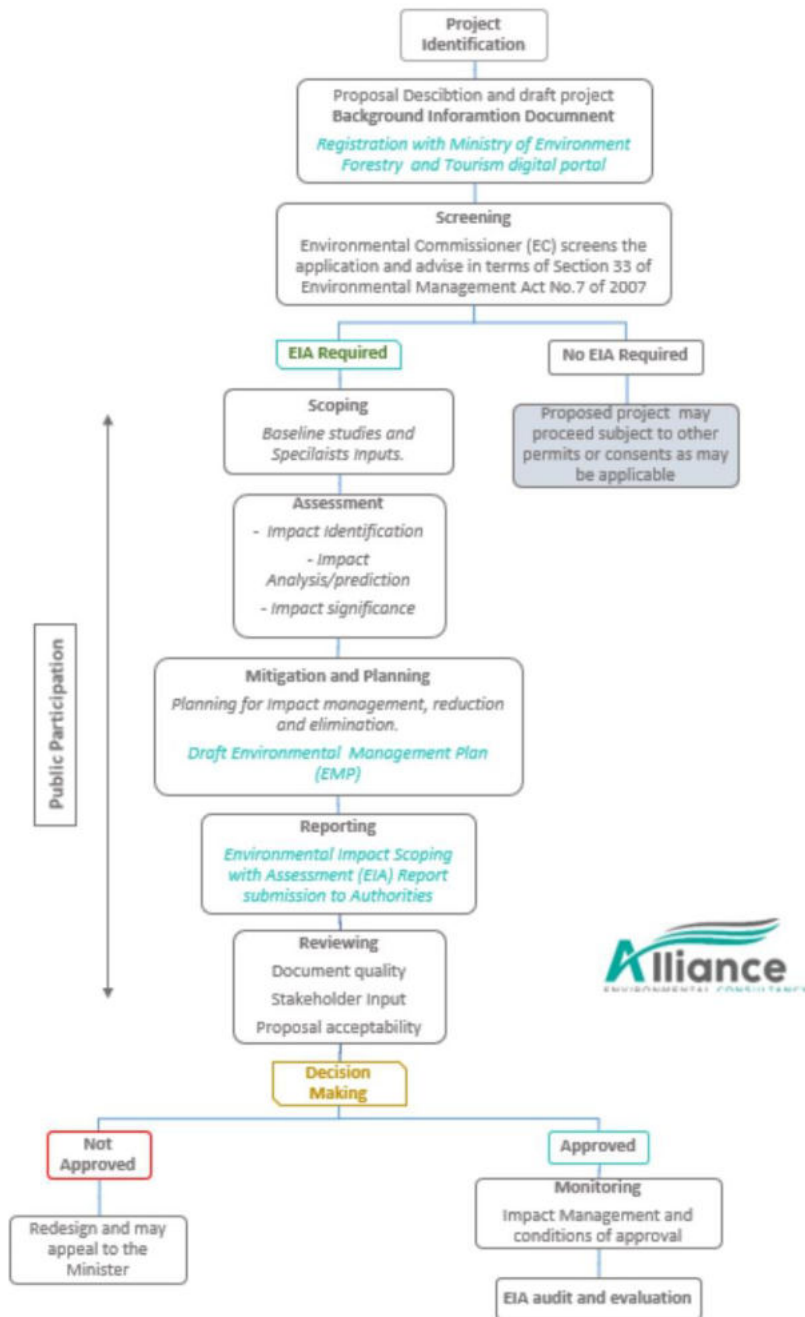 Project
Identification
Proposal Descibtion and draft project
Background Inforamtion Documnent
Registration with Ministry of Environment
Forestry and Tourism digital portal
Screening
Environmental Commissioner (EC) screens the
application and advise in terms of Section 33 of
Environmental Management Act No.7 of 2007
EIA Required
No EIA Required
Scoping
Baseline studies and
Specilaists Inputs.
Proposed project may
proceed subject to other
permits or consents as may
be applicable
Assessment
- Impact Identification
- Impact
Analysis/prediction
- Impact significance
Public Participation
Mitigation and Planning
Planning for Impact management, reduction
and elimination.
Draft Environmental Management Plan
(EMP)
Reporting
Environmental Impact Scoping
with Assessment (EIA) Report
submission to Authorities
Reviewing
Document quality
Stakeholder Input
Proposal acceptability
Alliance
ENVIRONMENTAL CONSULTANCY
Decision
Making
Not
Approved
Redesign and may
appeal to the
Minister
Approved
Monitoring
Impact Management and
conditions of approval
EIA audit and evaluation